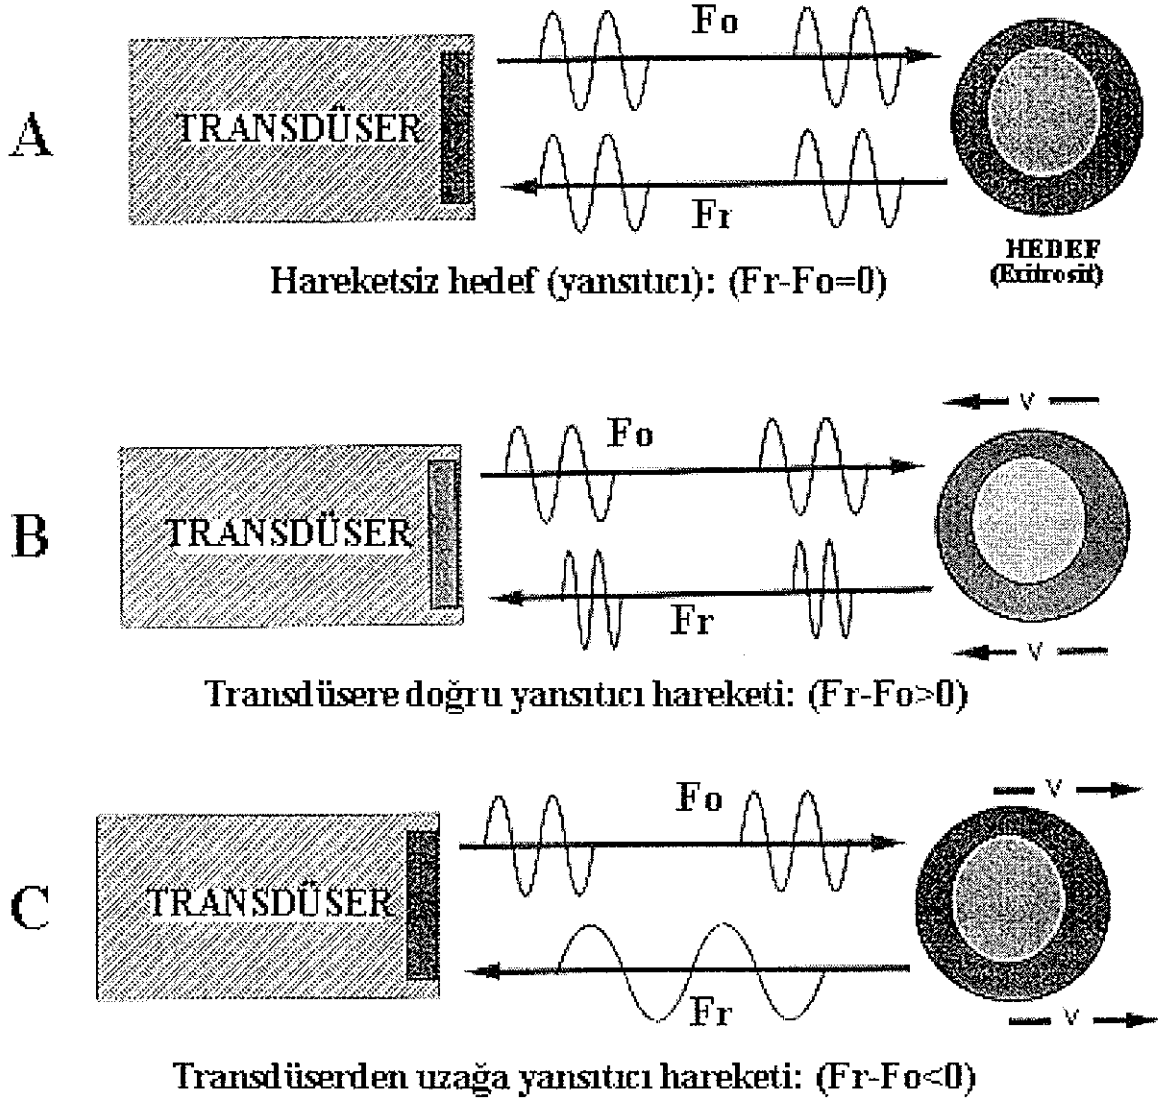 A
TRANSDÜSER
Fo
Fr
HEDEF
(Eritrosit)
Hareketsiz hedef (yansıtıcı): (Fr-Fo=0)
B
TRANSDÜSER
Fo
Fr
V
V
Transdüsere doğru yansıtıcı hareketi: (Fr-Fo>0)
C
TRANSDÜSER
Fo
Fr
V
V
Transdüserden uzağa yansıtıcı hareketi: (Fr-Fo<0)